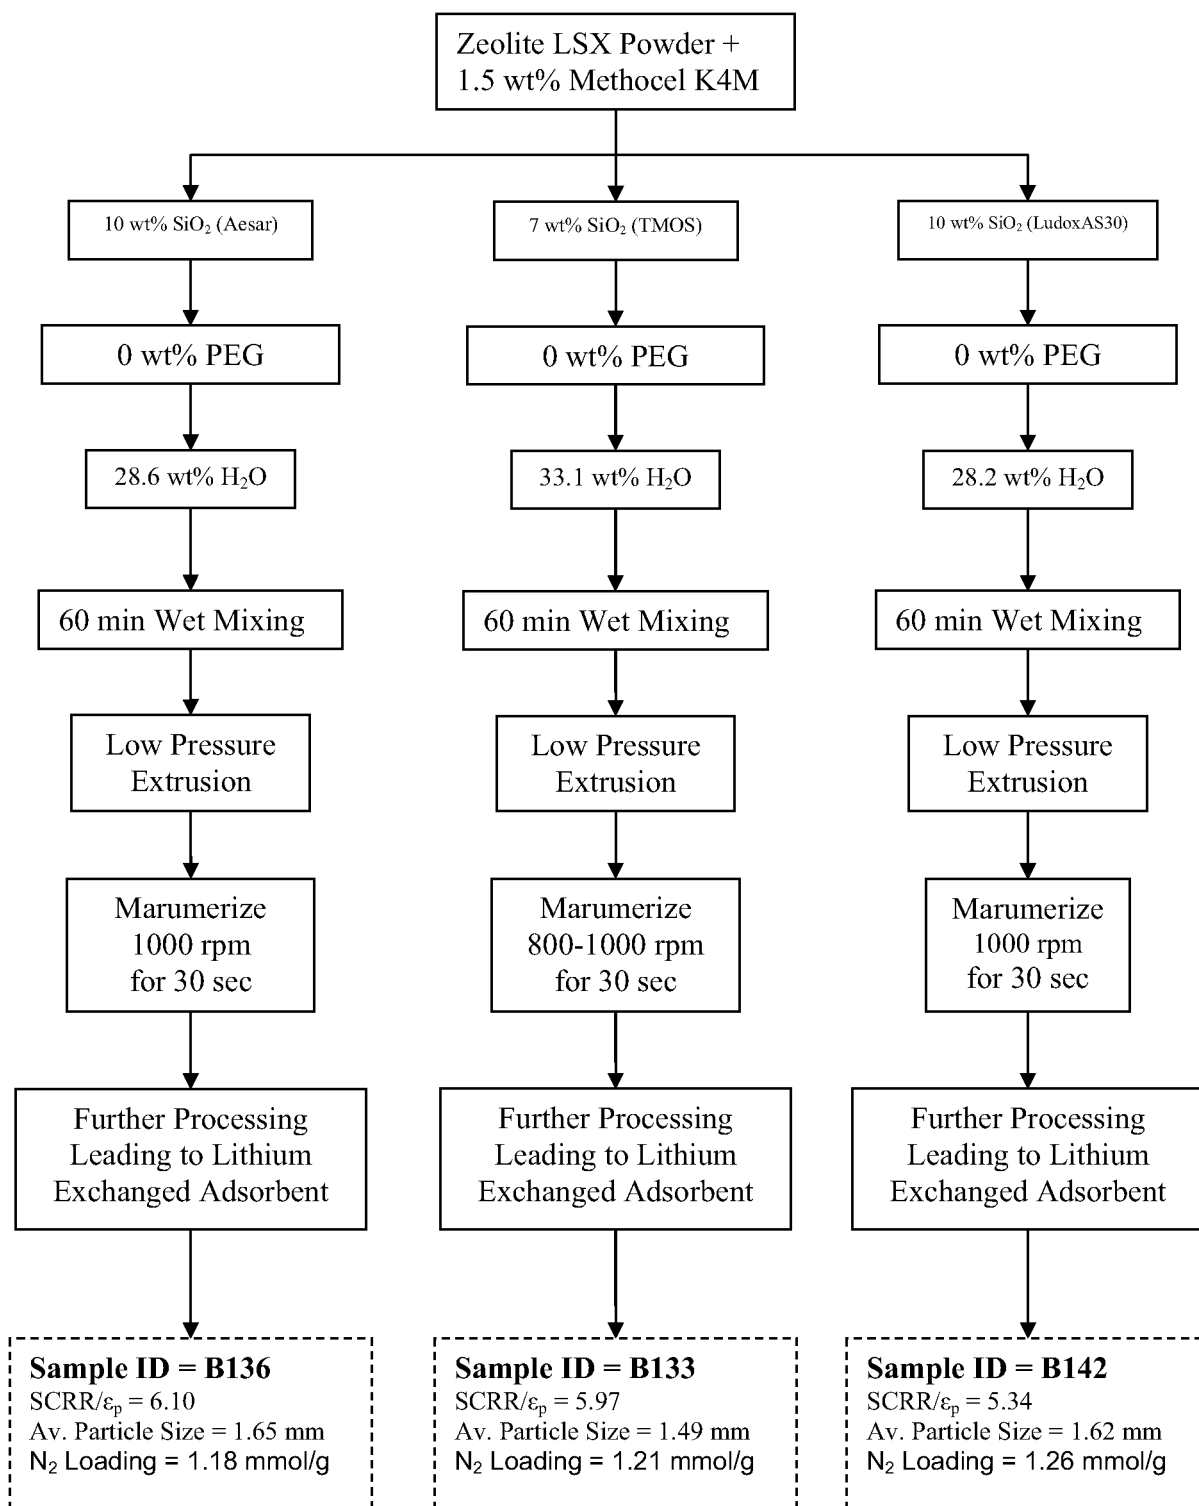 Zeolite LSX Powder +
1.5 wt% Methocel K4M
10 wt% SiO₂ (Aesar)
0 wt% PEG
28.6 wt% H₂O
60 min Wet Mixing
Low Pressure
Extrusion
Marumerize
1000 rpm
for 30 sec
Further Processing
Leading to Lithium
Exchanged Adsorbent
Sample ID = B136
SCRR/εₚ = 6.10
Av. Particle Size = 1.65 mm
N₂ Loading = 1.18 mmol/g
7 wt% SiO₂ (TMOS)
0 wt% PEG
33.1 wt% H₂O
60 min Wet Mixing
Low Pressure
Extrusion
Marumerize
800-1000 rpm
for 30 sec
Further Processing
Leading to Lithium
Exchanged Adsorbent
Sample ID = B133
SCRR/εₚ = 5.97
Av. Particle Size = 1.49 mm
N₂ Loading = 1.21 mmol/g
10 wt% SiO₂ (LudoxAS30)
0 wt% PEG
28.2 wt% H₂O
60 min Wet Mixing
Low Pressure
Extrusion
Marumerize
1000 rpm
for 30 sec
Further Processing
Leading to Lithium
Exchanged Adsorbent
Sample ID = B142
SCRR/εₚ = 5.34
Av. Particle Size = 1.62 mm
N₂ Loading = 1.26 mmol/g